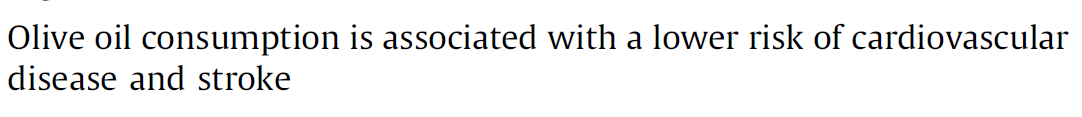 Olive oil consumption is associated with a lower risk of cardiovascular
disease and stroke